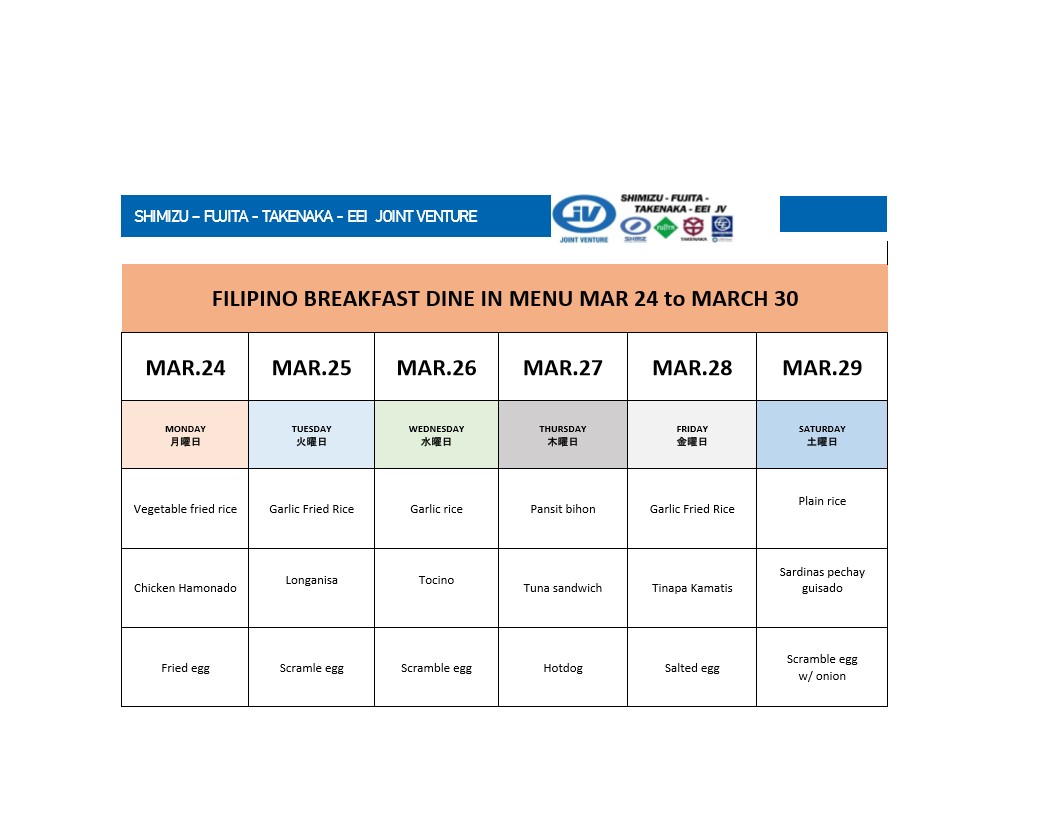 SHIMIZU – FUJITA - TAKENAKA - EEI JOINT VENTURE
JV
JOINT VENTURE
SHIMIZU - FUJITA -
TAKENAKA - EEI JV
FUJITA
TAKENAKA
FILIPINO BREAKFAST DINE IN MENU MAR 24 to MARCH 30
MAR.24 MAR.25 MAR.26 MAR.27 MAR.28 MAR.29
MONDAY TUESDAY WEDNESDAY THURSDAY FRIDAY SATURDAY
月曜日 火曜日 水曜日 木曜日 金曜日 土曜日
Vegetable fried rice Garlic Fried Rice Garlic rice Pansit bihon Garlic Fried Rice Plain rice
Chicken Hamonado Longanisa Tocino Tuna sandwich Tinapa Kamatis Sardinas pechay
guisado
Fried egg Scramle egg Scramble egg Hotdog Salted egg Scramble egg
w/ onion